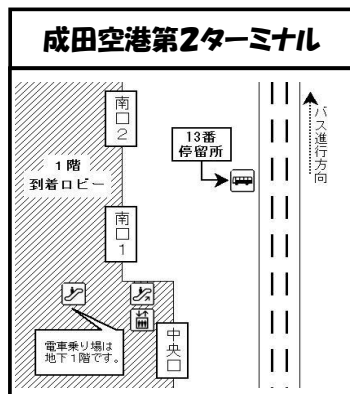 成田空港第2ターミナル
南口2
13番
停留所
バス進行方向
1階
到着ロビー
南口1
中央口
電車乗り場は
地下1階です。